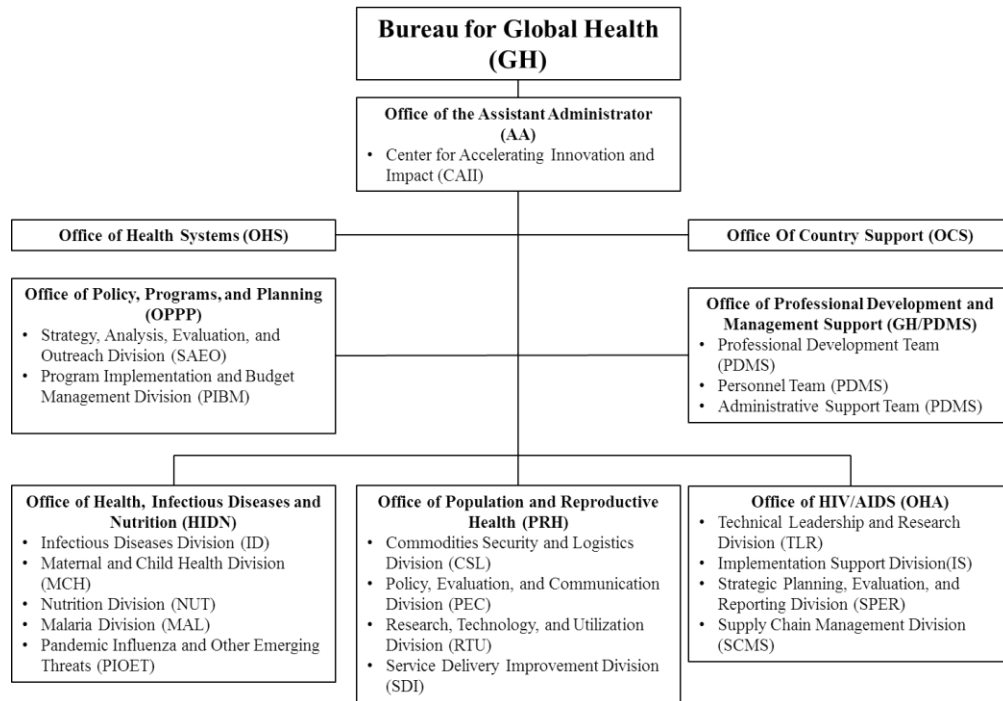 Bureau for Global Health
(GH)
Office of the Assistant Administrator
(AA)
• Center for Accelerating Innovation and
Impact (CAII)
Office of Health Systems (OHS)
Office Of Country Support (OCS)
Office of Policy, Programs, and Planning
(OPPP)
• Strategy, Analysis, Evaluation, and
Outreach Division (SAEO)
• Program Implementation and Budget
Management Division (PIBM)
Office of Professional Development and
Management Support (GH/PDMS)
• Professional Development Team
(PDMS)
• Personnel Team (PDMS)
• Administrative Support Team (PDMS)
Office of Health, Infectious Diseases and
Nutrition (HIDN)
• Infectious Diseases Division (ID)
• Maternal and Child Health Division
(MCH)
• Nutrition Division (NUT)
• Malaria Division (MAL)
• Pandemic Influenza and Other Emerging
Threats (PIOET)
Office of Population and Reproductive
Health (PRH)
• Commodities Security and Logistics
Division (CSL)
• Policy, Evaluation, and Communication
Division (PEC)
• Research, Technology, and Utilization
Division (RTU)
• Service Delivery Improvement Division
(SDI)
Office of HIV/AIDS (OHA)
• Technical Leadership and Research
Division (TLR)
• Implementation Support Division(IS)
• Strategic Planning, Evaluation, and
Reporting Division (SPER)
• Supply Chain Management Division
(SCMS)